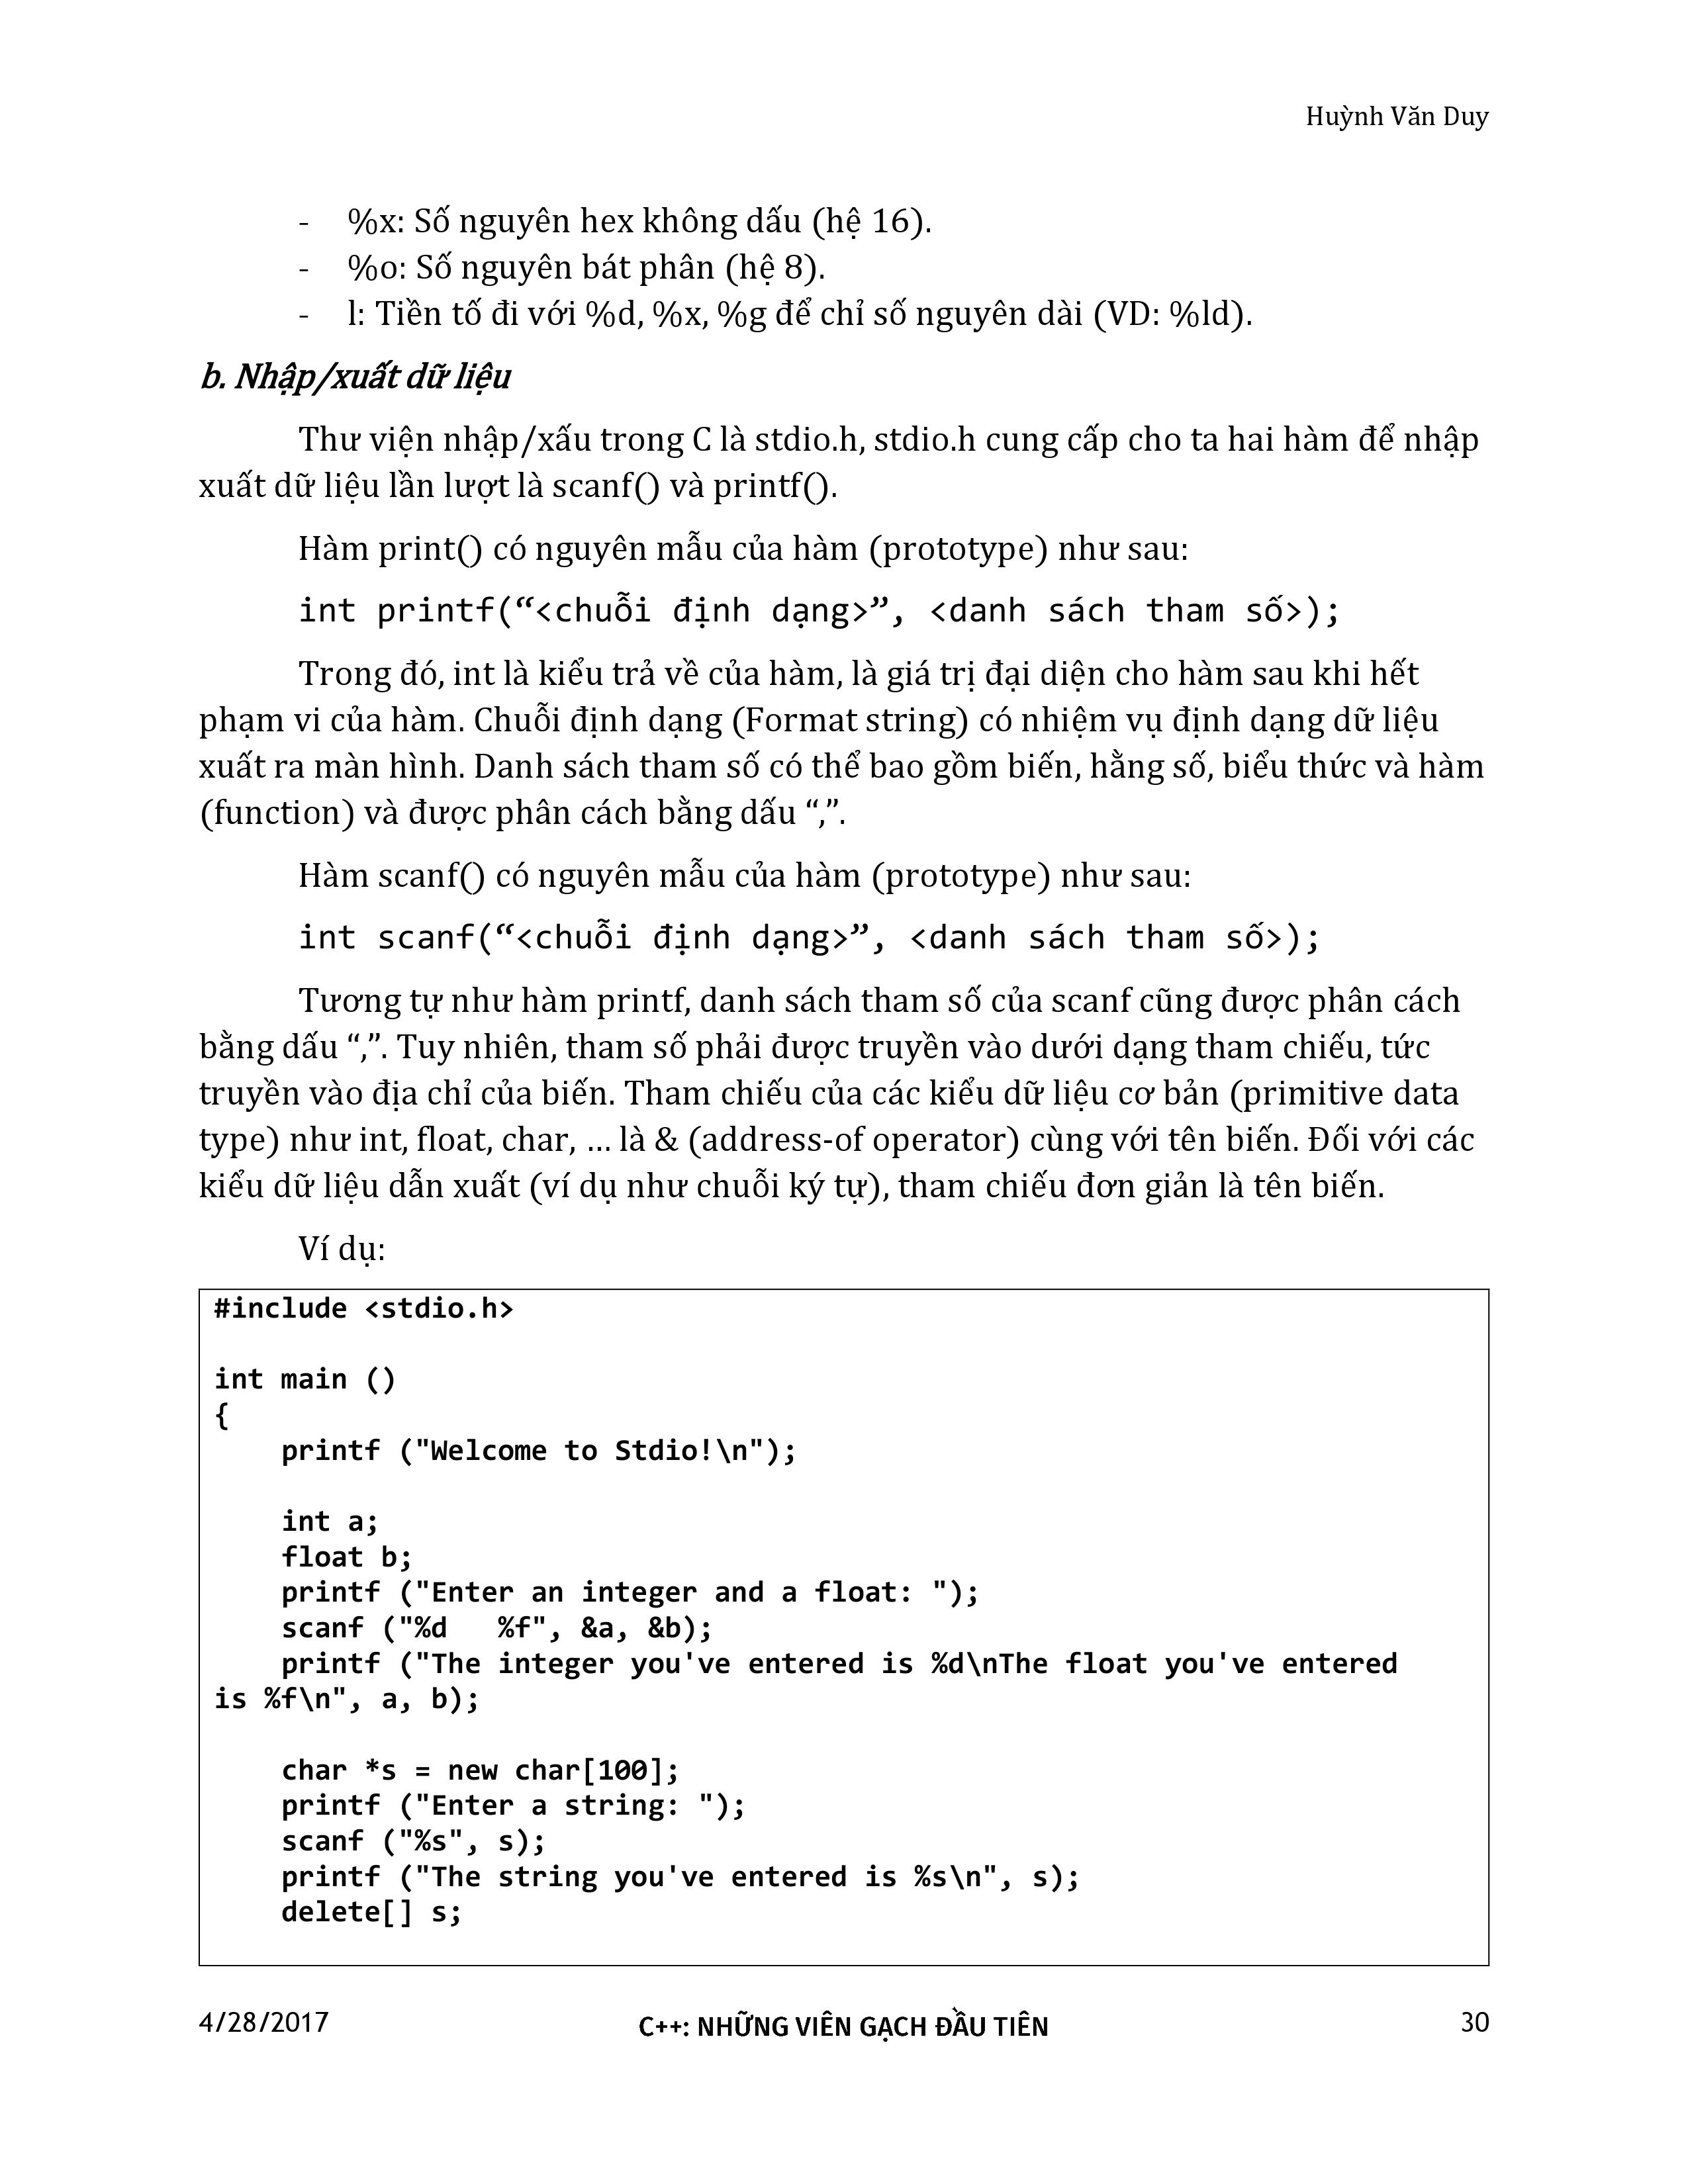 Huỳnh Văn Duy
- %x: Số nguyên hex không dấu (hệ 16).
- %o: Số nguyên bát phân (hệ 8).
- l: Tiền tố đi với %d, %x, %g để chỉ số nguyên dài (VD: %ld).
b. Nhập/xuất dữ liệu
Thư viện nhập/xấu trong C là stdio.h, stdio.h cung cấp cho ta hai hàm để nhập
xuất dữ liệu lần lượt là scanf() và printf().
Hàm print() có nguyên mẫu của hàm (prototype) như sau:
int printf(“<chuỗi định dạng>”, <danh sách tham số>);
Trong đó, int là kiểu trả về của hàm, là giá trị đại diện cho hàm sau khi hết
phạm vi của hàm. Chuỗi định dạng (Format string) có nhiệm vụ định dạng dữ liệu
xuất ra màn hình. Danh sách tham số có thể bao gồm biến, hằng số, biểu thức và hàm
(function) và được phân cách bằng dấu “,”.
Hàm scanf() có nguyên mẫu của hàm (prototype) như sau:
int scanf(“<chuỗi định dạng>”, <danh sách tham số>);
Tương tự như hàm printf, danh sách tham số của scanf cũng được phân cách
bằng dấu “,”. Tuy nhiên, tham số phải được truyền vào dưới dạng tham chiếu, tức
truyền vào địa chỉ của biến. Tham chiếu của các kiểu dữ liệu cơ bản (primitive data
type) như int, float, char, … là & (address-of operator) cùng với tên biến. Đối với các
kiểu dữ liệu dẫn xuất (ví dụ như chuỗi ký tự), tham chiếu đơn giản là tên biến.
Ví dụ:
#include <stdio.h>
int main ()
{
printf ("Welcome to Stdio!\n");
int a;
float b;
printf ("Enter an integer and a float: ");
scanf ("%d   %f", &a, &b);
printf ("The integer you've entered is %d\nThe float you've entered
is %f\n", a, b);
char *s = new char[100];
printf ("Enter a string: ");
scanf ("%s", s);
printf ("The string you've entered is %s\n", s);
delete[] s;
4/28/2017 C++: NHỮNG VIÊN GẠCH ĐẦU TIÊN 30